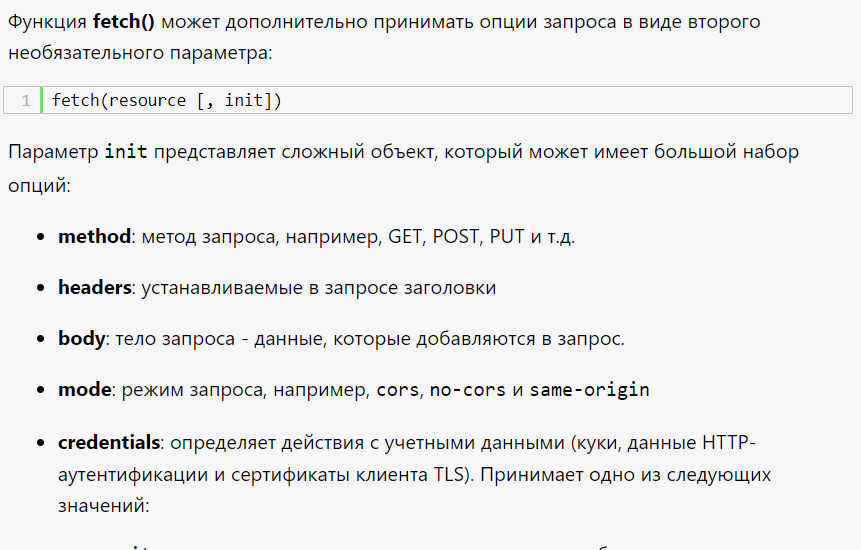 Функция fetch() может дополнительно принимать опции запроса в виде второго
необязательного параметра:
1 fetch(resource [, init])
Параметр init представляет сложный объект, который может имеет большой набор
опций:
• method: метод запроса, например, GET, POST, PUT и т.д.
• headers: устанавливаемые в запросе заголовки
• body: тело запроса - данные, которые добавляются в запрос.
• mode: режим запроса, например, cors, no-cors и same-origin
• credentials: определяет действия с учетными данными (куки, данные HTTP-
аутентификации и сертификаты клиента TLS). Принимает одно из следующих
значений: